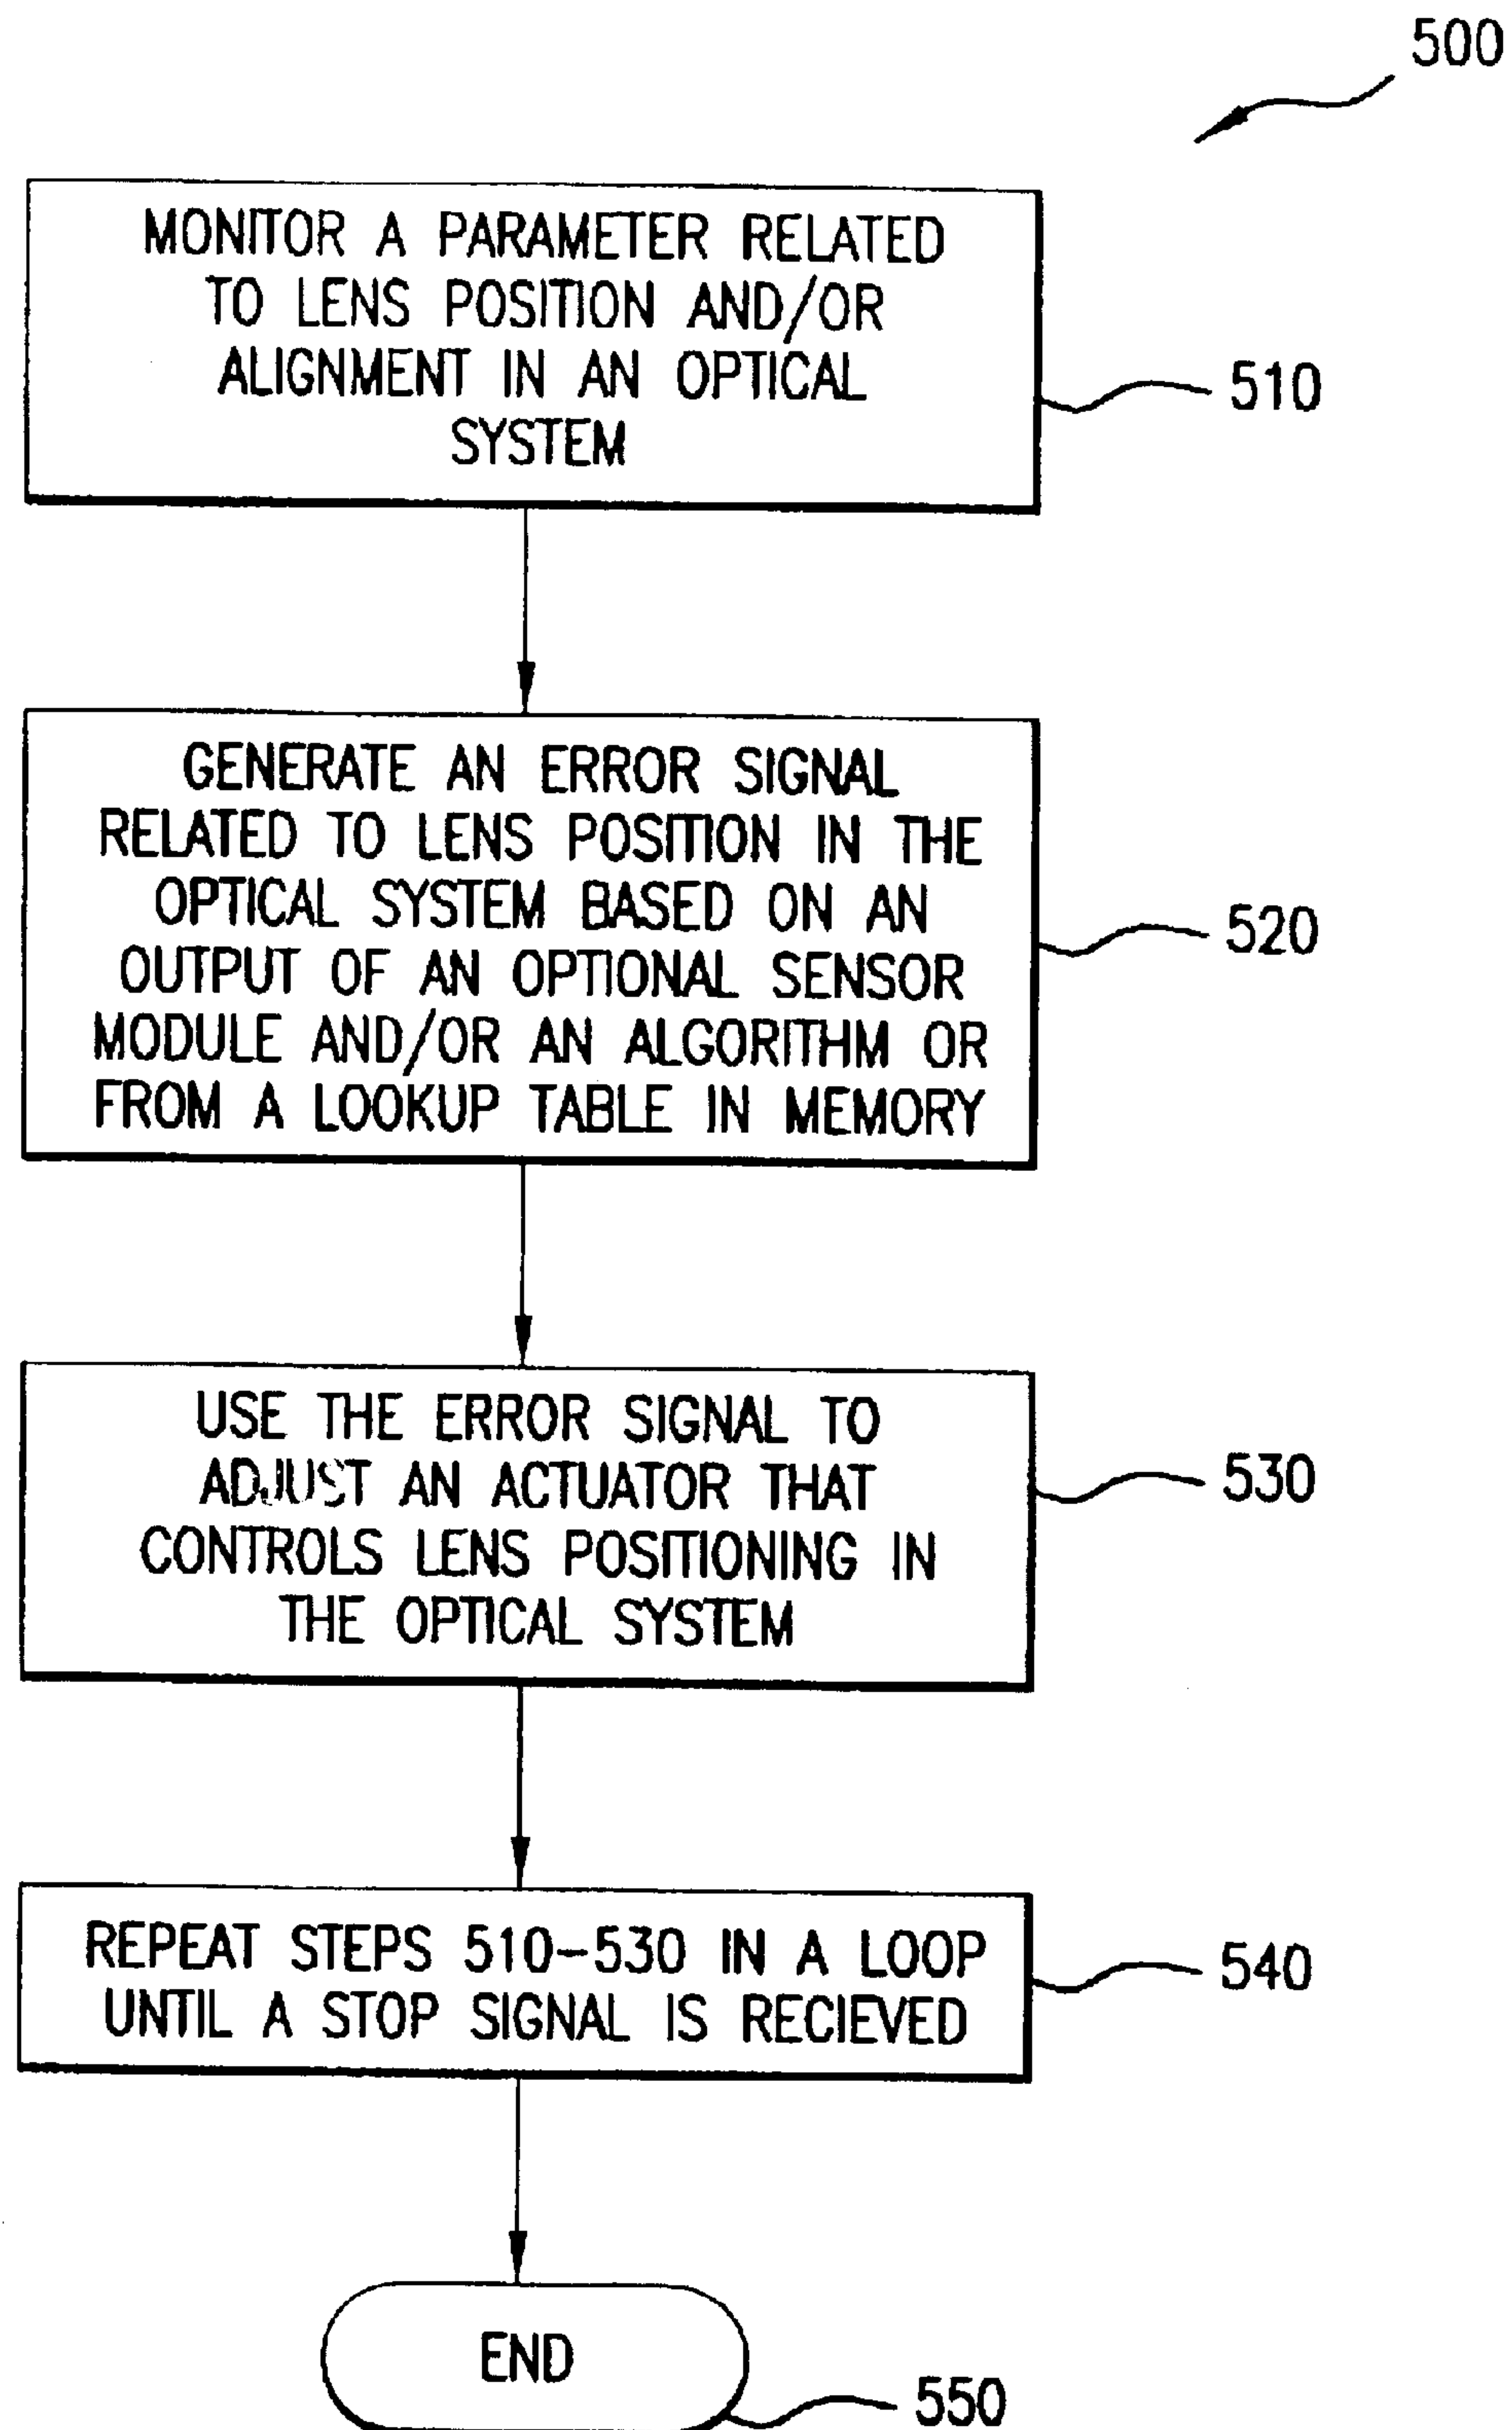 500
MONITOR A PARAMETER RELATED
TO LENS POSITION AND/OR
ALIGNMENT IN AN OPTICAL
SYSTEM
510
GENERATE AN ERROR SIGNAL
RELATED TO LENS POSITION IN THE
OPTICAL SYSTEM BASED ON AN
OUTPUT OF AN OPTIONAL SENSOR
MODULE AND/OR AN ALGORITHM OR
FROM A LOOKUP TABLE IN MEMORY
520
USE THE ERROR SIGNAL TO
ADJUST AN ACTUATOR THAT
CONTROLS LENS POSITIONING IN
THE OPTICAL SYSTEM
530
REPEAT STEPS 510-530 IN A LOOP
UNTIL A STOP SIGNAL IS RECIEVED
540
END
550